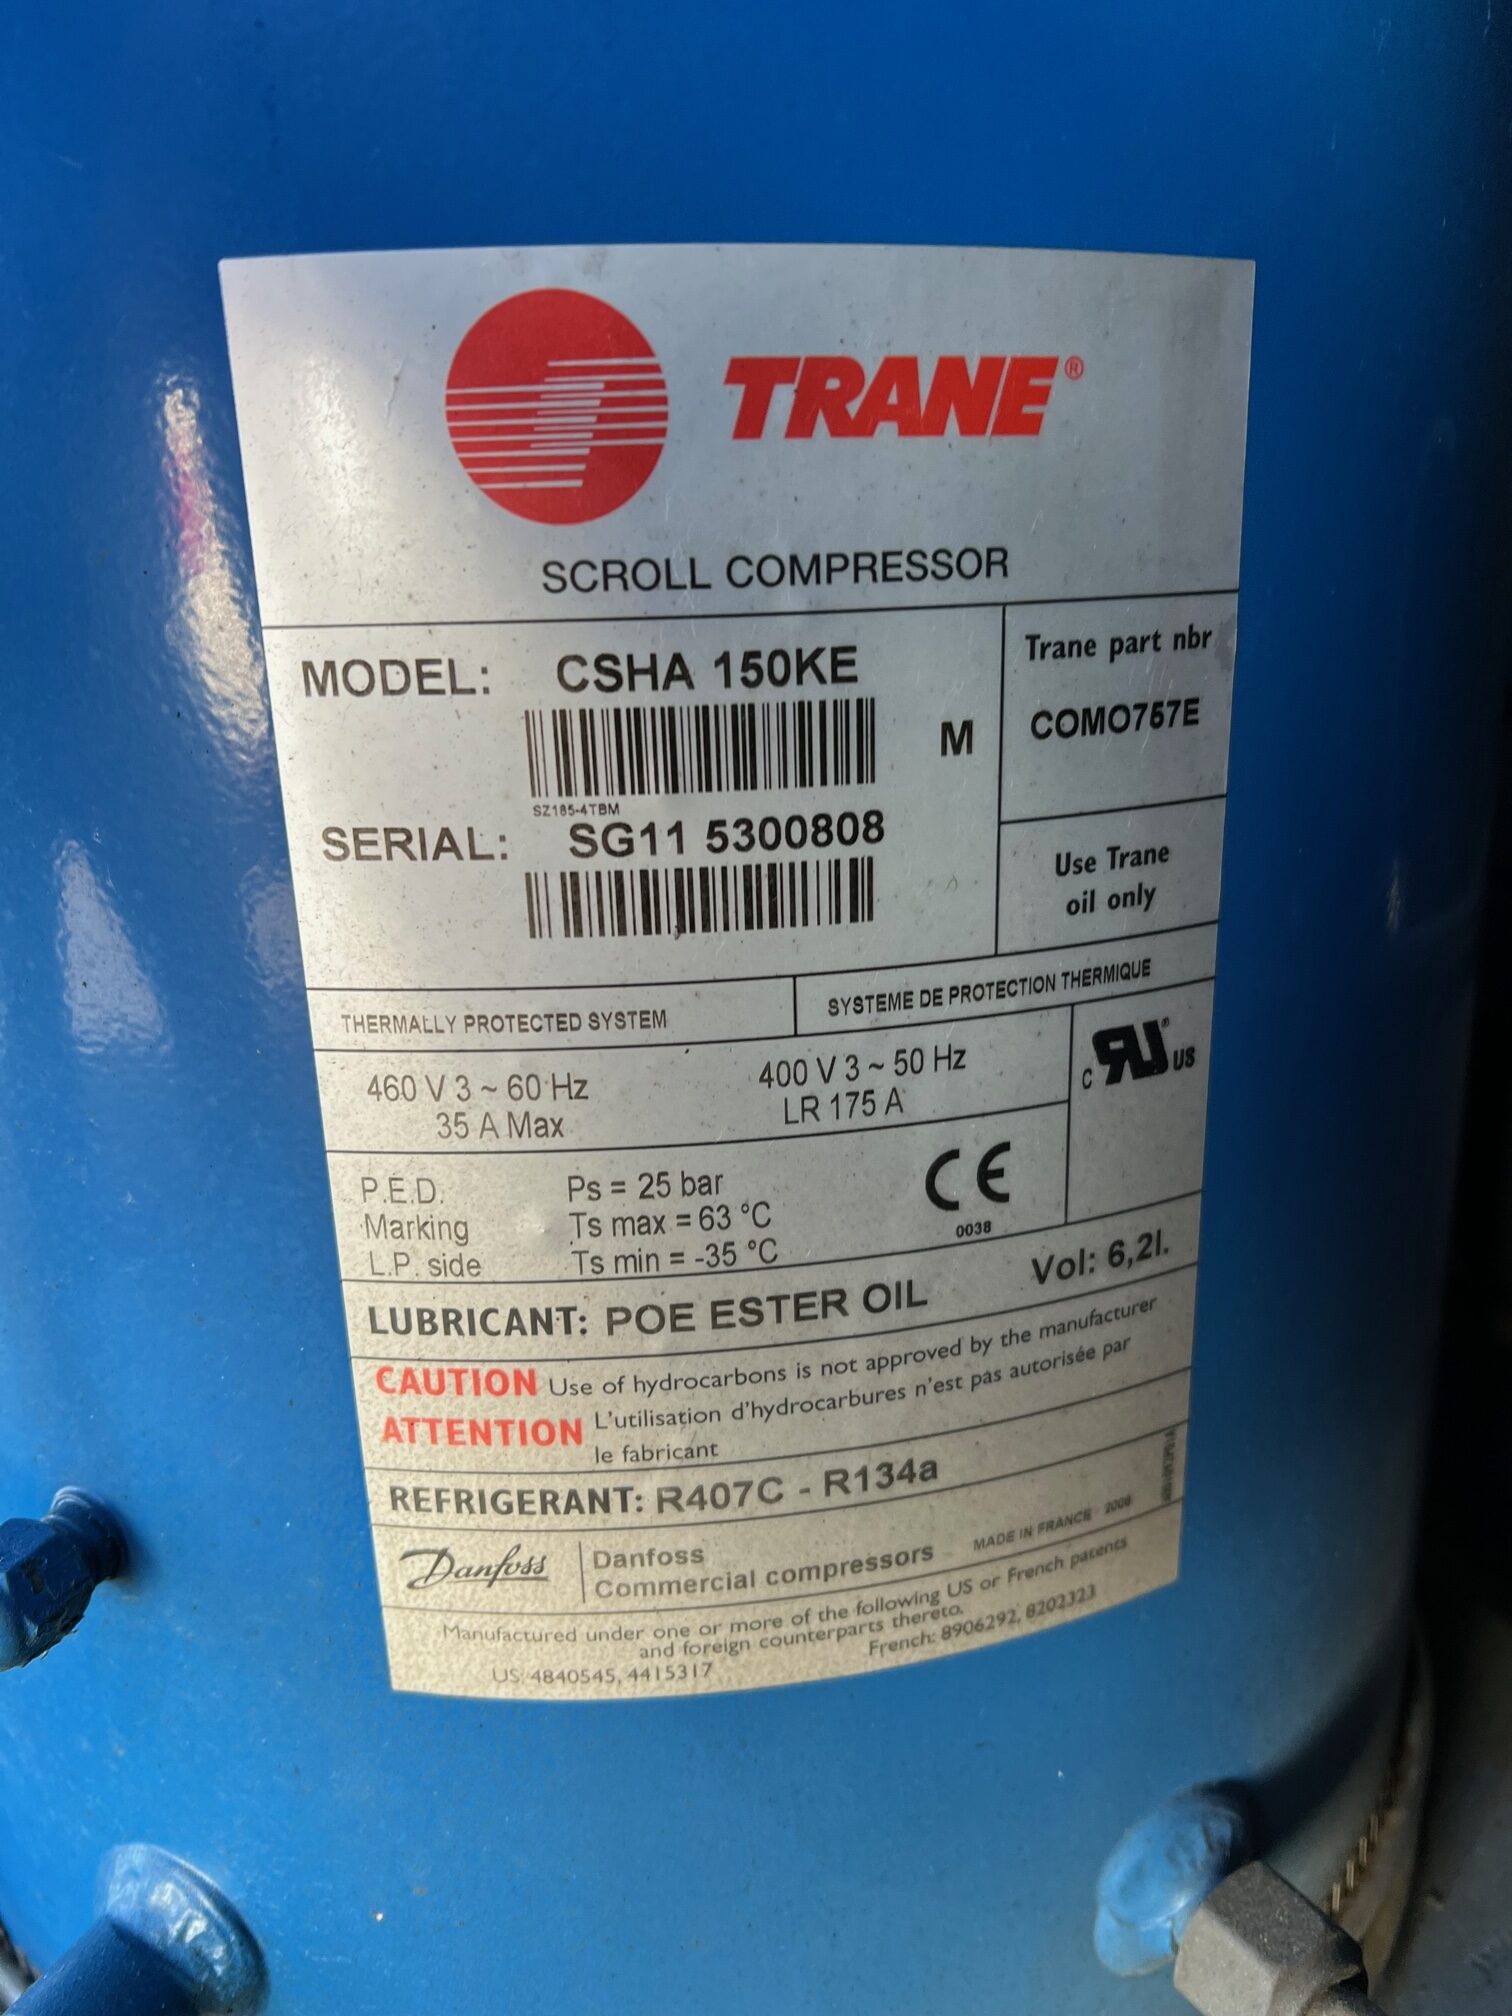 TRANE®
SCROLL COMPRESSOR
MODEL: CSHA 150KE
M
SZ185-4TBM
SERIAL: SG11 5300808
Trane part nbr
COMO757E
Use Trane
oil only
THERMALLY PROTECTED SYSTEM
SYSTEME DE PROTECTION THERMIQUE
460 V 3 ~ 60 Hz
35 A Max
400 V 3 ~ 50 Hz
LR 175 A
c RU ® US
P.E.D.
Marking
L.P. side
Ps = 25 bar
Ts max = 63 °C
Ts min = -35 °C
CE
0038
LUBRICANT: POE ESTER OIL Vol: 6,2l.
CAUTION Use of hydrocarbons is not approved by the manufacturer
ATTENTION L'utilisation d'hydrocarbures n'est pas autorisée par
le fabricant
REFRIGERANT: R407C - R134a
Danfoss
Danfoss
Commercial compressors
MADE IN FRANCE
Manufactured under one or more of the following US or French patents
and foreign counterparts thereto.
US: 4840545, 4415317
French: 8906292, 8202323